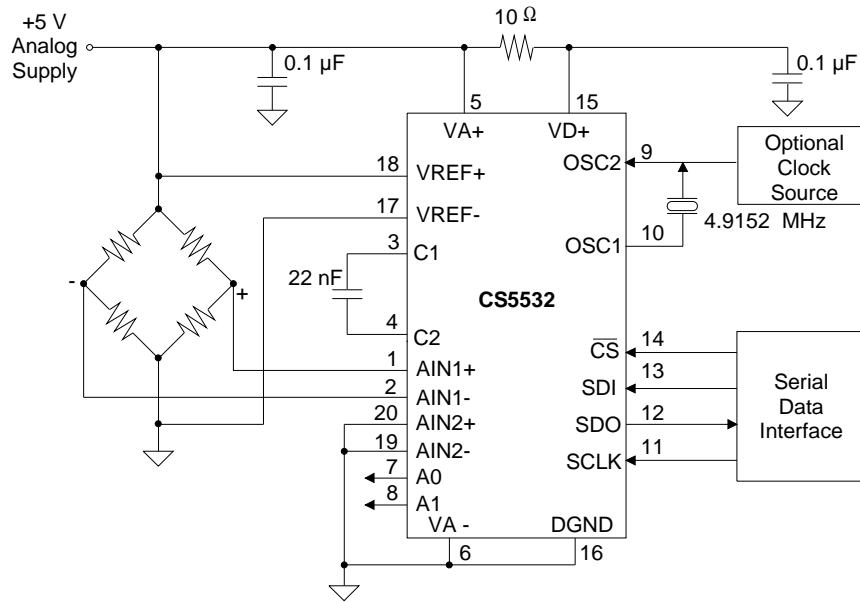 +5 V
Analog
Supply
10 Ω
0.1 µF
0.1 µF
5
15
VA+
VD+
18
VREF+
17
VREF-
3
C1
22 nF
4
C2
1
AIN1+
2
AIN1-
20
AIN2+
19
AIN2-
7
A0
8
A1
VA -
6
DGND
16
CS5532
OSC2
9
OSC1
10
4.9152 MHz
Optional
Clock
Source
CS
14
SDI
13
SDO
12
SCLK
11
Serial
Data
Interface
-
+